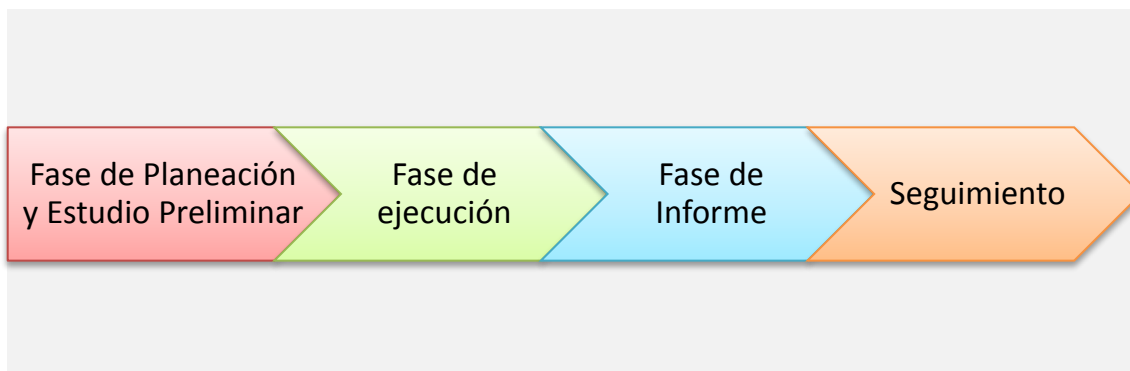 Fase de Planeación
y Estudio Preliminar
Fase de
ejecución
Fase de
Informe
Seguimiento